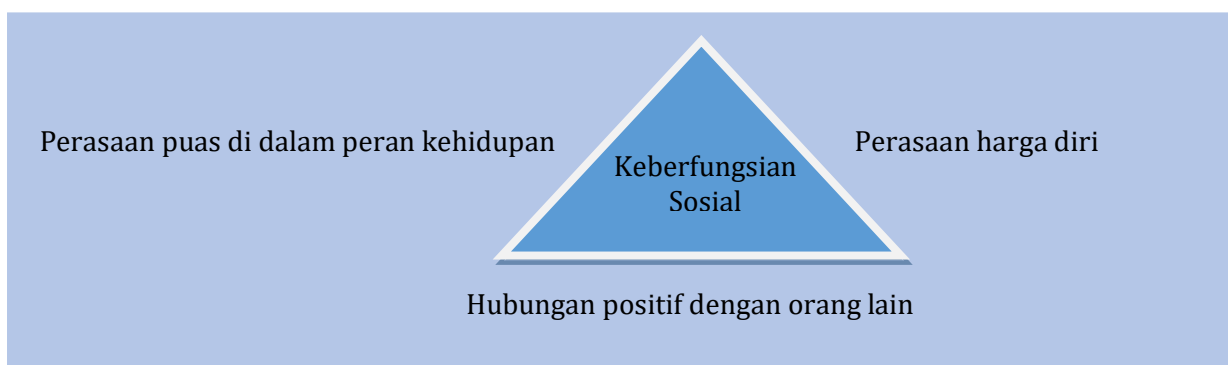 Perasaan puas di dalam peran kehidupan
Perasaan harga diri
Keberfungsian
Sosial
Hubungan positif dengan orang lain